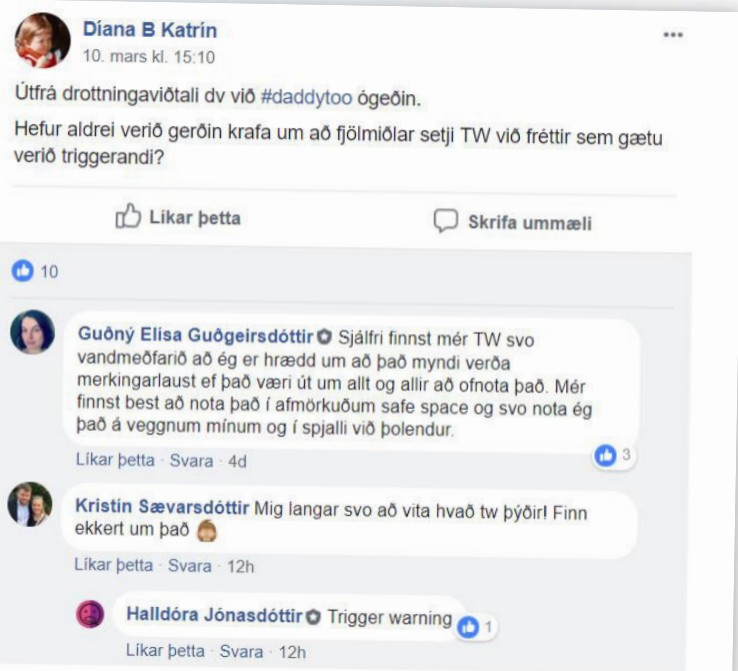 Díana B Katrín
10. mars kl. 15:10
Útfrá drottningaviðtali dv við #daddytoo ógeðin.
Hefur aldrei verið gerðin krafa um að fjölmiðlar setji TW við fréttir sem gætu
verið triggerandi?
Líkar þetta
Skrifa ummæli
10
Guðný Elísa Guðgeirsdóttir Sjálfri finnst mér TW svo
vandmeðfarið að ég er hrædd um að það myndi verða
merkingarlaust ef það væri út um allt og allir að ofnota það. Mér
finnst best að nota það í afmörkuðum safe space og svo nota ég
það á veggnum mínum og í spjalli við þolendur.
3
Líkar þetta · Svara · 4d
Kristín Sævarsdóttir Mig langar svo að vita hvað tw þýðir! Finn
ekkert um það
Líkar þetta · Svara · 12h
Halldóra Jónasdóttir Trigger warning
1
Líkar þetta · Svara · 12h